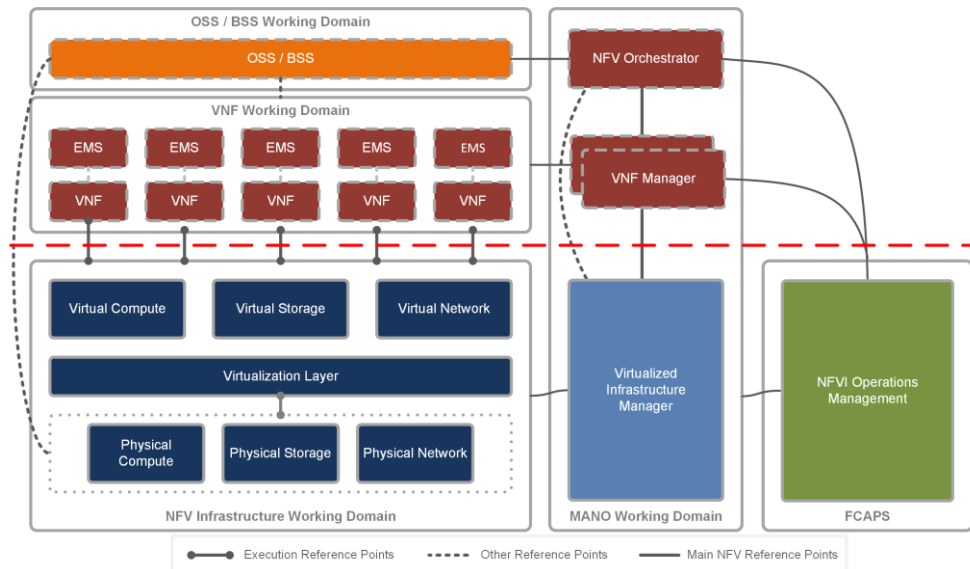 OSS / BSS Working Domain
OSS / BSS
NFV Orchestrator
VNF Working Domain
EMS
EMS
EMS
EMS
EMS
VNF
VNF
VNF
VNF
VNF
VNF Manager
Virtual Compute
Virtual Storage
Virtual Network
Virtualization Layer
Physical
Compute
Physical Storage
Physical Network
NFV Infrastructure Working Domain
Virtualized
Infrastructure
Manager
MANO Working Domain
NFVI Operations
Management
FCAPS
Execution Reference Points
Other Reference Points
Main NFV Reference Points